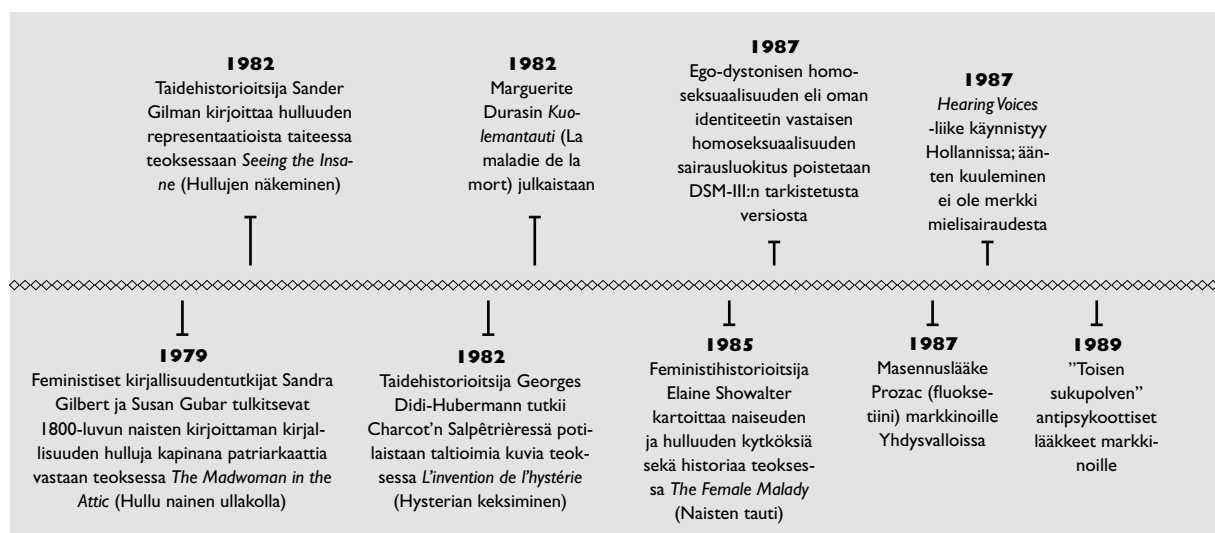 1982
Taidehistorioitsija Sander
Gilman kirjoittaa hulluuden
representaatioista taiteessa
teoksessaan Seeing the Insa-
ne (Hullujen näkeminen)
1982
Marguerite
Durasin Kuo-
lemantauti (La
maladie de la
mort) julkaistaan
1987
Ego-dystonisen homo-
seksuaalisuuden eli oman
identiteetin vastaisen
homoseksuaalisuuden
sairausluokitus poistetaan
DSM-III:n tarkistetusta
versiosta
1987
Hearing Voices
-liike käynnistyy
Hollannissa; ään-
ten kuuleminen
ei ole merkki
mielisairaudesta
1979
Feministiset kirjallisuudentutkijat Sandra
Gilbert ja Susan Gubar tulkitsevat
1800-luvun naisten kirjoittaman kirjal-
lisuuden hulluja kapinana patriarkaattia
vastaan teoksessa The Madwoman in the
Attic (Hullu nainen ullakolla)
1982
Taidehistorioitsija Georges
Didi-Hubermann tutkii
Charcot'n Salpêtrièressä poti-
laistaan taltioimia kuvia teok-
sessa L'invention de l'hystérie
(Hysterian keksiminen)
1985
Feministihistorioitsija
Elaine Showalter
kartoittaa naiseuden
ja hulluuden kytköksiä
sekä historiaa teokses-
sa The Female Malady
(Naisten tauti)
1987
Masennuslääke
Prozac (fluokse-
tiini) markkinoille
Yhdysvalloissa
1989
”Toisen
sukupolven”
antipsykoottiset
lääkkeet markki-
noille